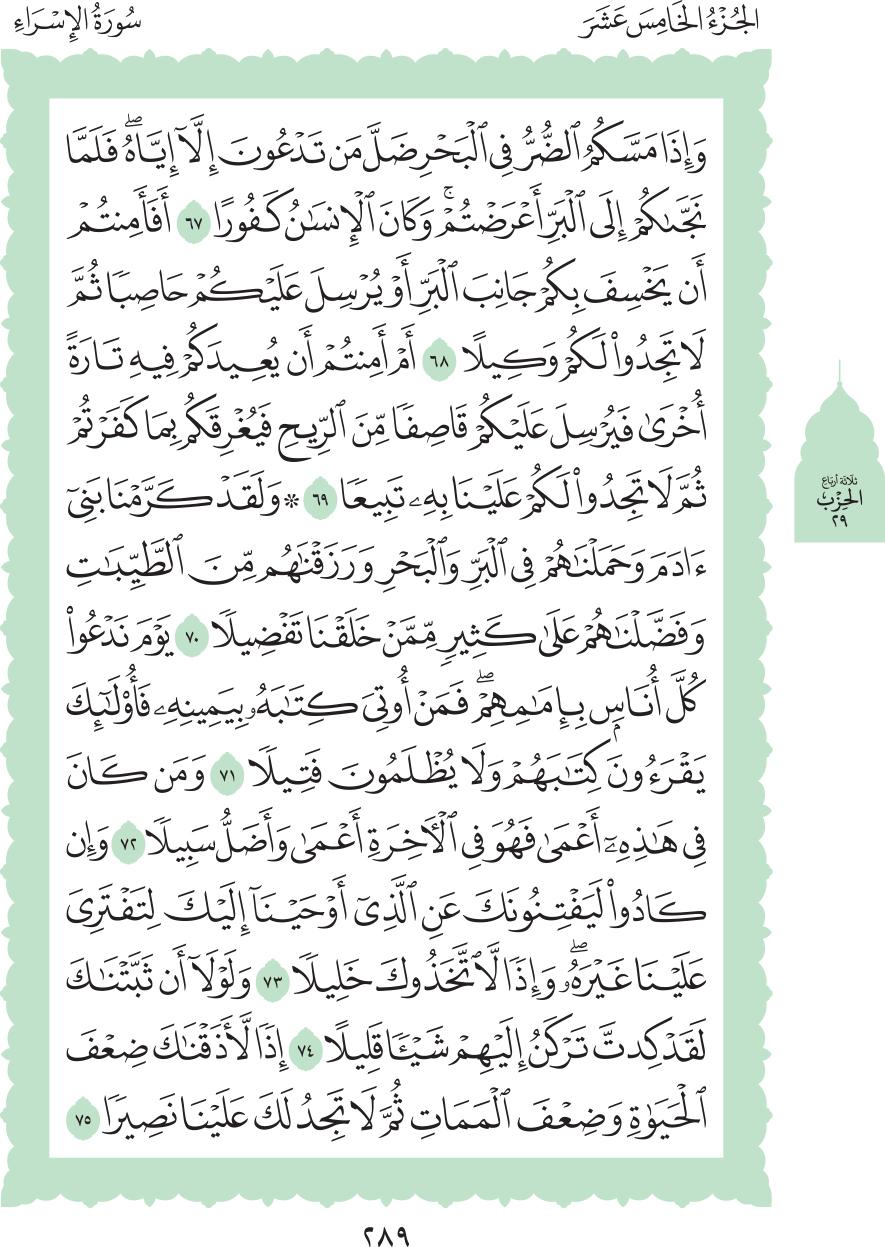 الجُزْءُ الخَامِسَ عَشَرَ
سُورَةُ الإِسْرَاءِ
وَإِذَا مَسَّكُمُ ٱلضُّرُّ فِي ٱلۡبَحۡرِ ضَلَّ مَن تَدۡعُونَ إِلَّآ إِيَّاهُۖ فَلَمَّا
نَجَّىٰكُمۡ إِلَى ٱلۡبَرِّ أَعۡرَضۡتُمۡۚ وَكَانَ ٱلۡإِنسَٰنُ كَفُورًا ٦٧ أَفَأَمِنتُمۡ
أَن يَخۡسِفَ بِكُمۡ جَانِبَ ٱلۡبَرِّ أَوۡ يُرۡسِلَ عَلَيۡكُمۡ حَاصِبٗا ثُمَّ
لَا تَجِدُواْ لَكُمۡ وَكِيلًا ٦٨ أَمۡ أَمِنتُمۡ أَن يُعِيدَكُمۡ فِيهِ تَارَةً
أُخۡرَىٰ فَيُرۡسِلَ عَلَيۡكُمۡ قَاصِفٗا مِّنَ ٱلرِّيحِ فَيُغۡرِقَكُم بِمَا كَفَرۡتُمۡ
ثُمَّ لَا تَجِدُواْ لَكُمۡ عَلَيۡنَا بِهِۦ تَبِيعٗا ٦٩ ۞ وَلَقَدۡ كَرَّمۡنَا بَنِيٓ
ءَادَمَ وَحَمَلۡنَٰهُمۡ فِي ٱلۡبَرِّ وَٱلۡبَحۡرِ وَرَزَقۡنَٰهُم مِّنَ ٱلطَّيِّبَٰتِ
وَفَضَّلۡنَٰهُمۡ عَلَىٰ كَثِيرٖ مِّمَّنۡ خَلَقۡنَا تَفۡضِيلٗا ٧٠ يَوۡمَ نَدۡعُواْ
كُلَّ أُنَاسِۭ بِإِمَٰمِهِمۡۖ فَمَنۡ أُوتِيَ كِتَٰبَهُۥ بِيَمِينِهِۦ فَأُوْلَٰٓئِكَ
يَقۡرَءُونَ كِتَٰبَهُمۡ وَلَا يُظۡلَمُونَ فَتِيلٗا ٧١ وَمَن كَانَ
فِي هَٰذِهِۦٓ أَعۡمَىٰ فَهُوَ فِي ٱلۡأٓخِرَةِ أَعۡمَىٰ وَأَضَلُّ سَبِيلٗا ٧٢ وَإِن
كَادُواْ لَيَفۡتِنُونَكَ عَنِ ٱلَّذِيٓ أَوۡحَيۡنَآ إِلَيۡكَ لِتَفۡتَرِيَ
عَلَيۡنَا غَيۡرَهُۥۖ وَإِذٗا لَّٱتَّخَذُوكَ خَلِيلٗا ٧٣ وَلَوۡلَآ أَن ثَبَّتۡنَٰكَ
لَقَدۡ كِدتَّ تَرۡكَنُ إِلَيۡهِمۡ شَيۡـٔٗا قَلِيلًا ٧٤ إِذٗا لَّأَذَقۡنَٰكَ ضِعۡفَ
ٱلۡحَيَوٰةِ وَضِعۡفَ ٱلۡمَمَاتِ ثُمَّ لَا تَجِدُ لَكَ عَلَيۡنَا نَصِيرٗا ٧٥
ثلاثة أرباع
الحِزْب
٢٩
٢٨٩